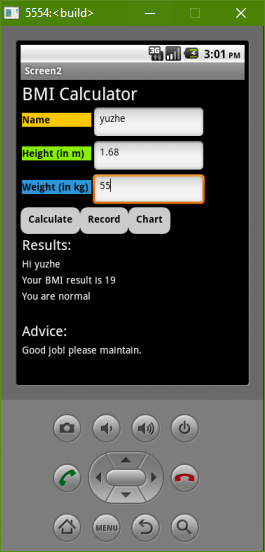 5554:<build>
3G
3:01 PM
Screen2
BMI Calculator
Name yuzhe
Height (in m) 1.68
Weight (in kg) 55
Calculate Record Chart
Results:
Hi yuzhe
Your BMI result is 19
You are normal
Advice:
Good job! please maintain.
MENU